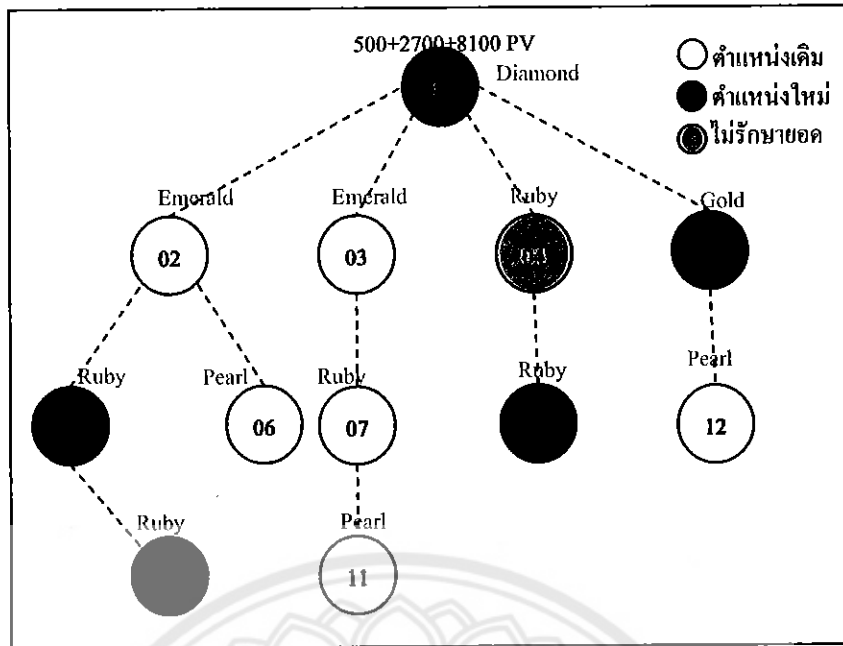 500+2700+8100 PV
Diamond
ตำแหน่งเดิม
ตำแหน่งใหม่
ไม่รักษายอด
Emerald Emerald Ruby Gold
02 03 04
Ruby Pearl Ruby Ruby Pearl
06 07 12
Ruby Pearl
11